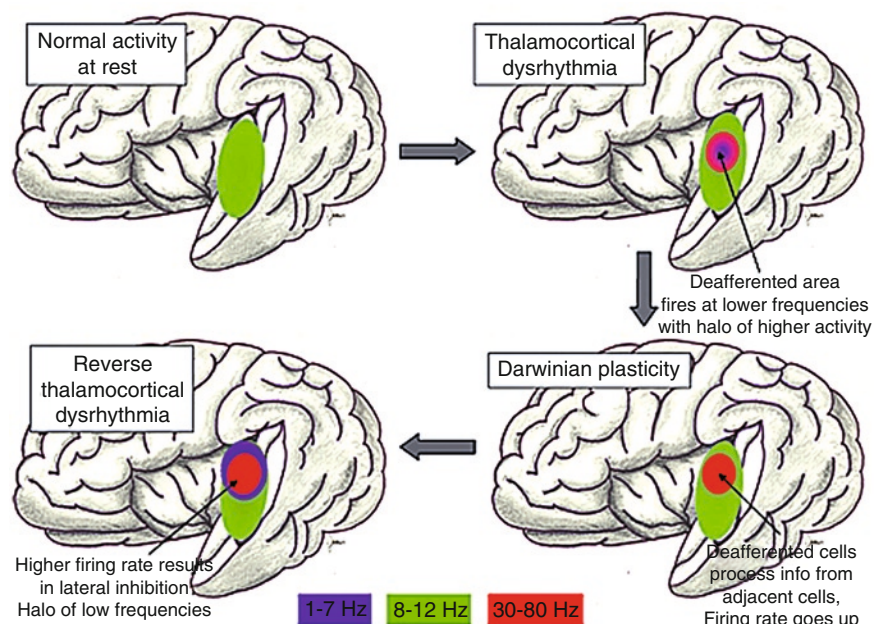 Normal activity
at rest
Thalamocortical
dysrhythmia
Deafferented area
fires at lower frequencies
with halo of higher activity
Reverse
thalamocortical
dysrhythmia
Darwinian plasticity
Higher firing rate results
in lateral inhibition,
Halo of low frequencies
Deafferented cells
process info from
adjacent cells,
Firing rate goes up
1-7 Hz
8-12 Hz
30-80 Hz